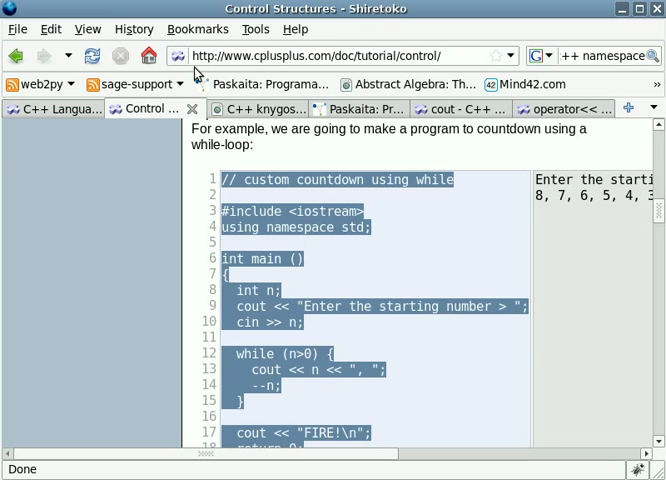 Control Structures - Shiretoko
File Edit View History Bookmarks Tools Help
http://www.cplusplus.com/doc/tutorial/control/ G ++ namespace
web2py sage-support Paskaita: Programa... Abstract Algebra: Th... 42 Mind42.com
C++ Langua... Control ... C++ knygos... Paskaita: Pr... cout - C++ ... operator<< ...
For example, we are going to make a program to countdown using a
while-loop:
1 // custom countdown using while
2
3 #include <iostream>
4 using namespace std;
5
6 int main ()
7 {
8 int n;
9 cout << "Enter the starting number > ";
10 cin >> n;
11
12 while (n>0) {
13 cout << n << ", ";
14 --n;
15 }
16
17 cout << "FIRE!\n";
18 return 0;
Enter the starti
8, 7, 6, 5, 4, 3
Done